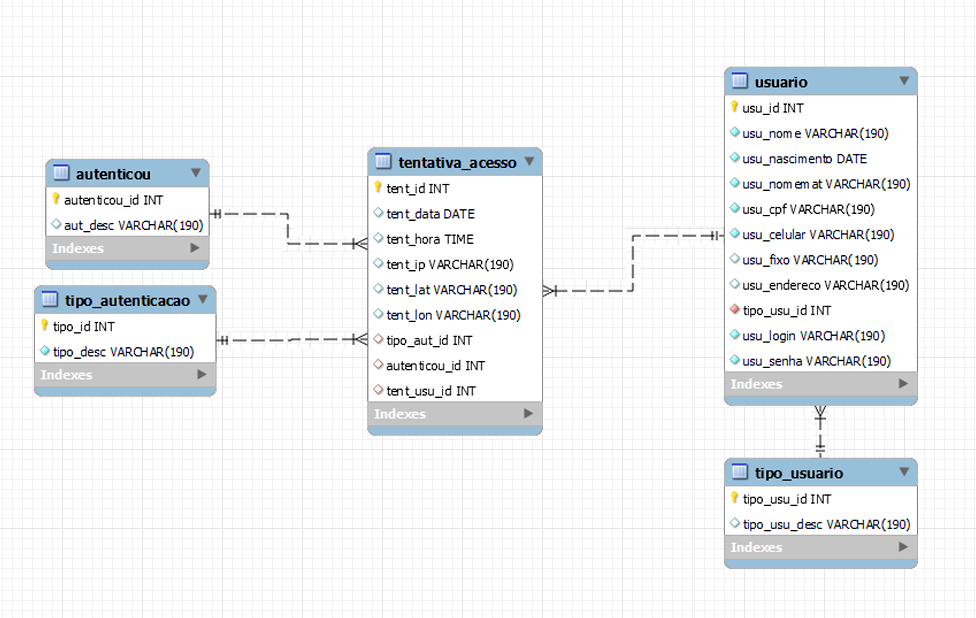 autenticou
autenticou_id INT
aut_desc VARCHAR(190)
Indexes
tipo_autenticacao
tipo_id INT
tipo_desc VARCHAR(190)
Indexes
tentativa_acesso
tent_id INT
tent_data DATE
tent_hora TIME
tent_ip VARCHAR(190)
tent_lat VARCHAR(190)
tent_lon VARCHAR(190)
tipo_aut_id INT
autenticou_id INT
tent_usu_id INT
Indexes
usuario
usu_id INT
usu_nome VARCHAR(190)
usu_nascimento DATE
usu_nomemat VARCHAR(190)
usu_cpf VARCHAR(190)
usu_celular VARCHAR(190)
usu_fixo VARCHAR(190)
usu_endereco VARCHAR(190)
tipo_usu_id INT
usu_login VARCHAR(190)
usu_senha VARCHAR(190)
Indexes
tipo_usuario
tipo_usu_id INT
tipo_usu_desc VARCHAR(190)
Indexes